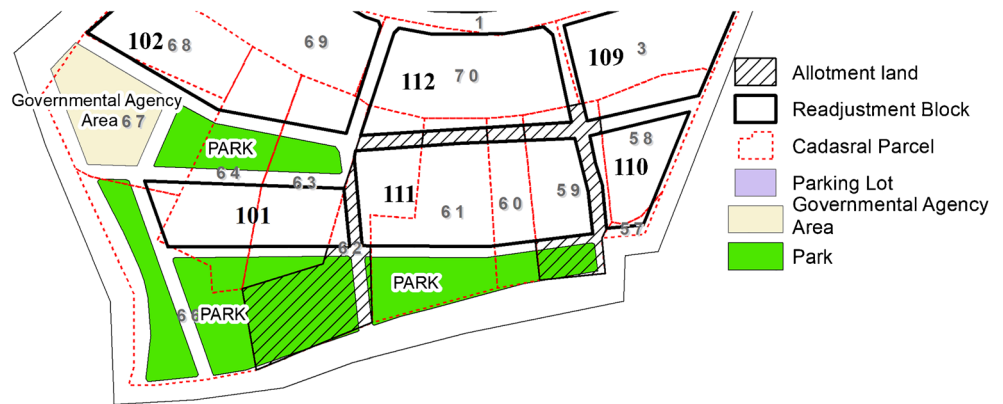 1
102
68
69
109
3
112
70
Governmental Agency
Area
67
PARK
58
110
64
63
111
59
101
61
60
57
62
PARK
66
PARK
Allotment land
Readjustment Block
Cadasral Parcel
Parking Lot
Governmental Agency
Area
Park